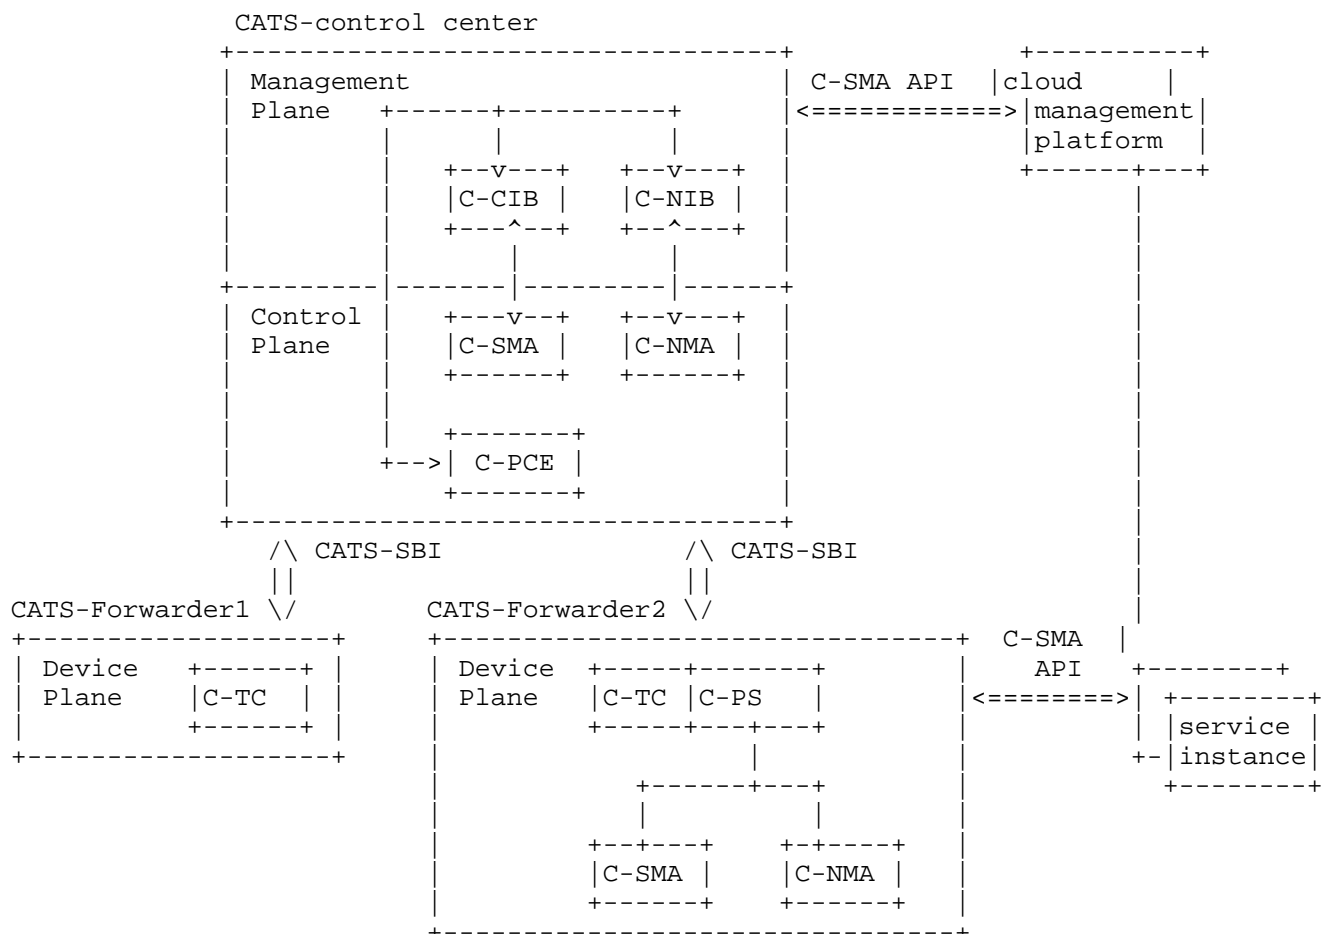 CATS-control center
Management C-SMA API cloud
Plane management
platform
C-CIB C-NIB
Control
Plane C-SMA C-NMA
C-PCE
CATS-SBI CATS-SBI
CATS-Forwarder1 CATS-Forwarder2
C-SMA
Device Device API
Plane C-TC Plane C-TC C-PS
service
instance
C-SMA C-NMA